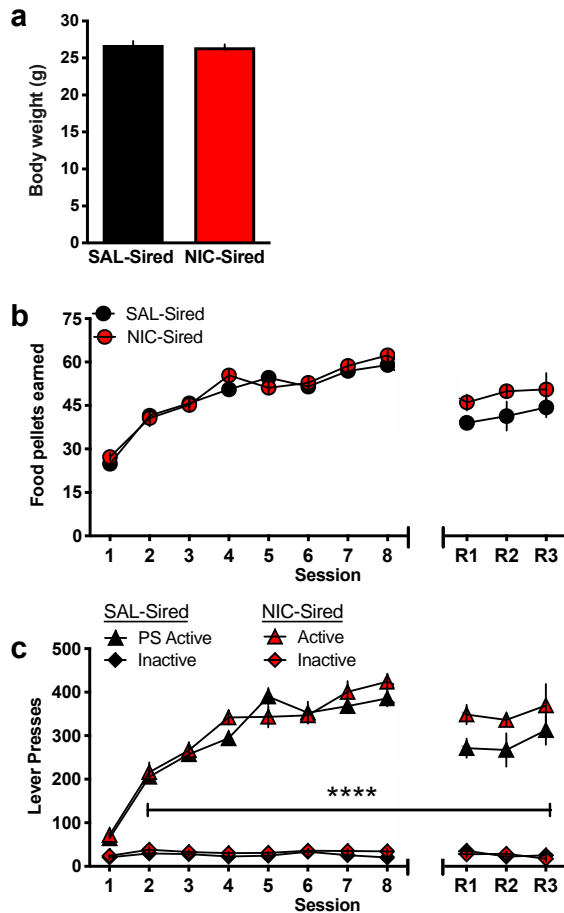 a
30
25
20
15
10
5
0
Body weight (g)
SAL-Sired NIC-Sired
b
SAL-Sired
NIC-Sired
75
60
45
30
15
0
Food pellets earned
1 2 3 4 5 6 7 8 R1 R2 R3
Session
SAL-Sired NIC-Sired
PS Active Active
Inactive Inactive
c
500
400
300
200
100
0
Lever Presses
****
1 2 3 4 5 6 7 8 R1 R2 R3
Session